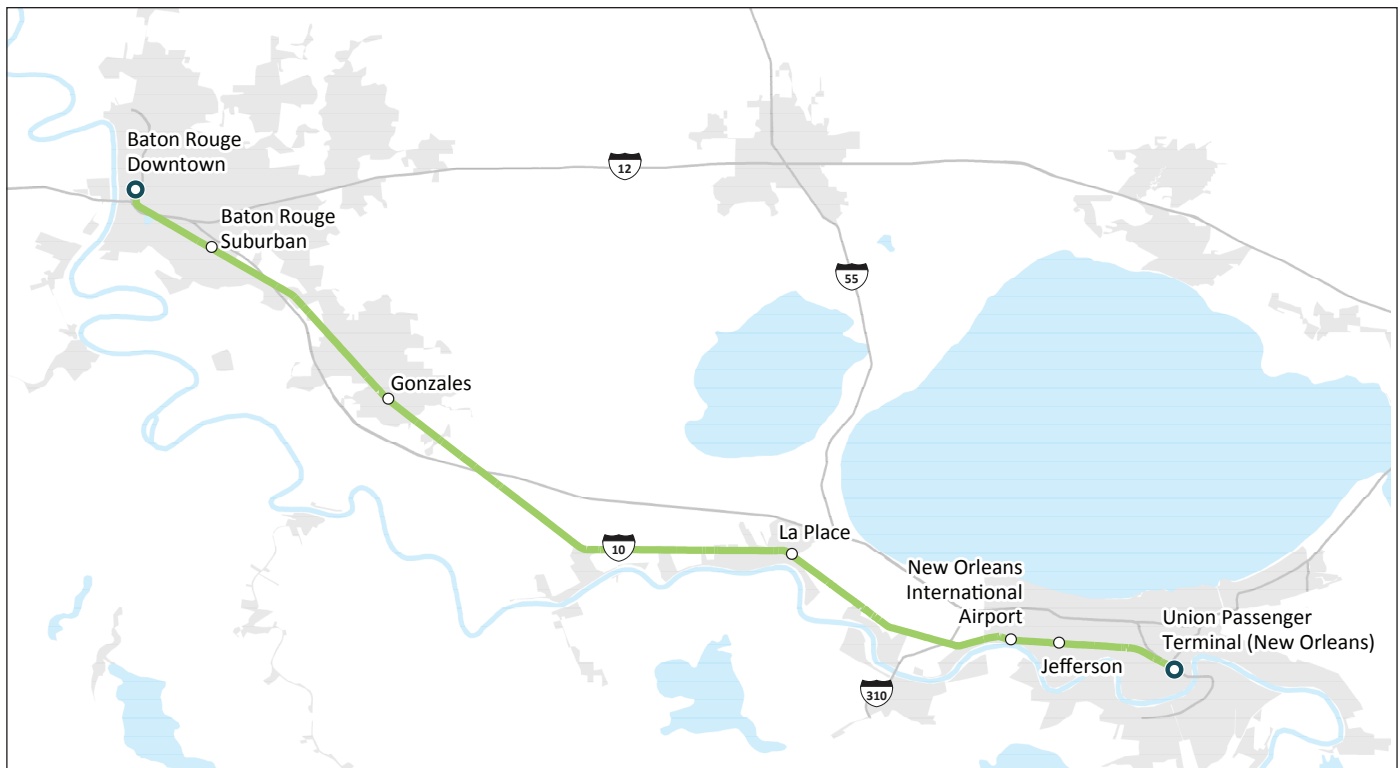 Baton Rouge
Downtown
12
Baton Rouge
Suburban
55
Gonzales
La Place
10
New Orleans
International
Airport
Union Passenger
Terminal (New Orleans)
Jefferson
310